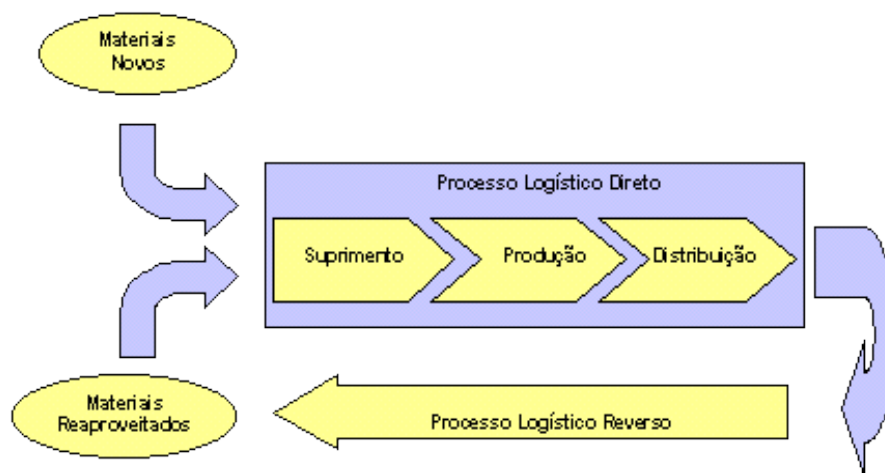 Materiais
Novos
Processo Logístico Direto
Suprimento
Produção
Distribuição
Materiais
Reaproveitados
Processo Logístico Reverso